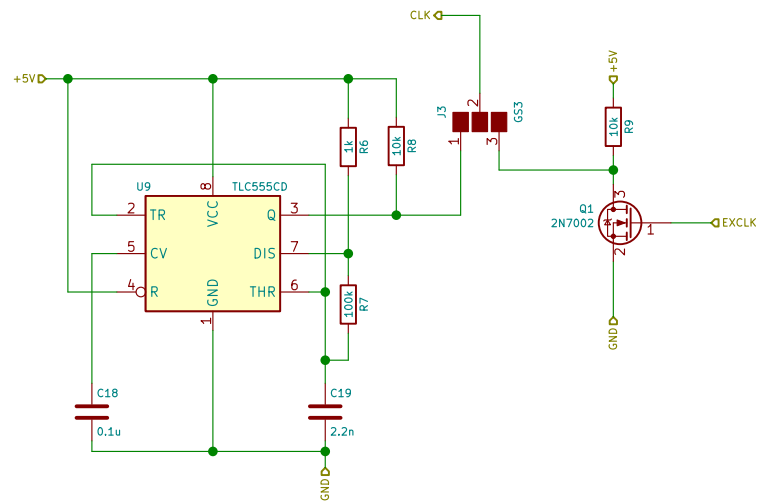 CLK
+5V
+5V
J3
2
GS3
1
3
1k
R6
10k
R8
10k
R9
U9
8
TLC555CD
2
TR
VCC
Q
3
5
CV
DIS
7
4
R
GND
THR
6
1
100k
R7
Q1
2N7002
3
1
2
EXCLK
GND
C18
0.1u
C19
2.2n
GND